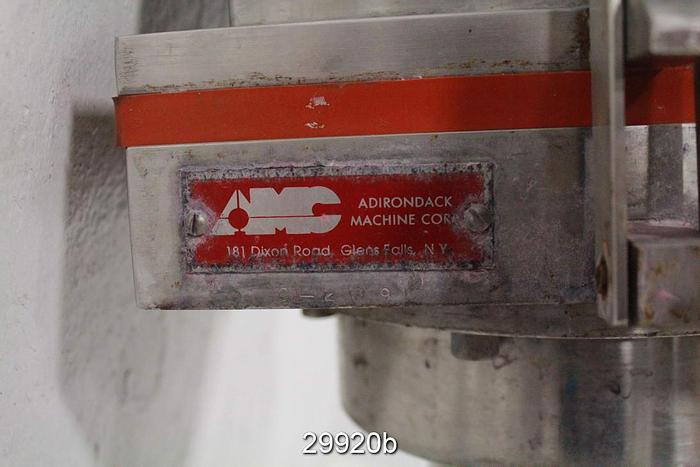 AMC
ADIRONDACK
MACHINE CORP
181 Dixon Road, Glens Falls, N.Y.
29920b